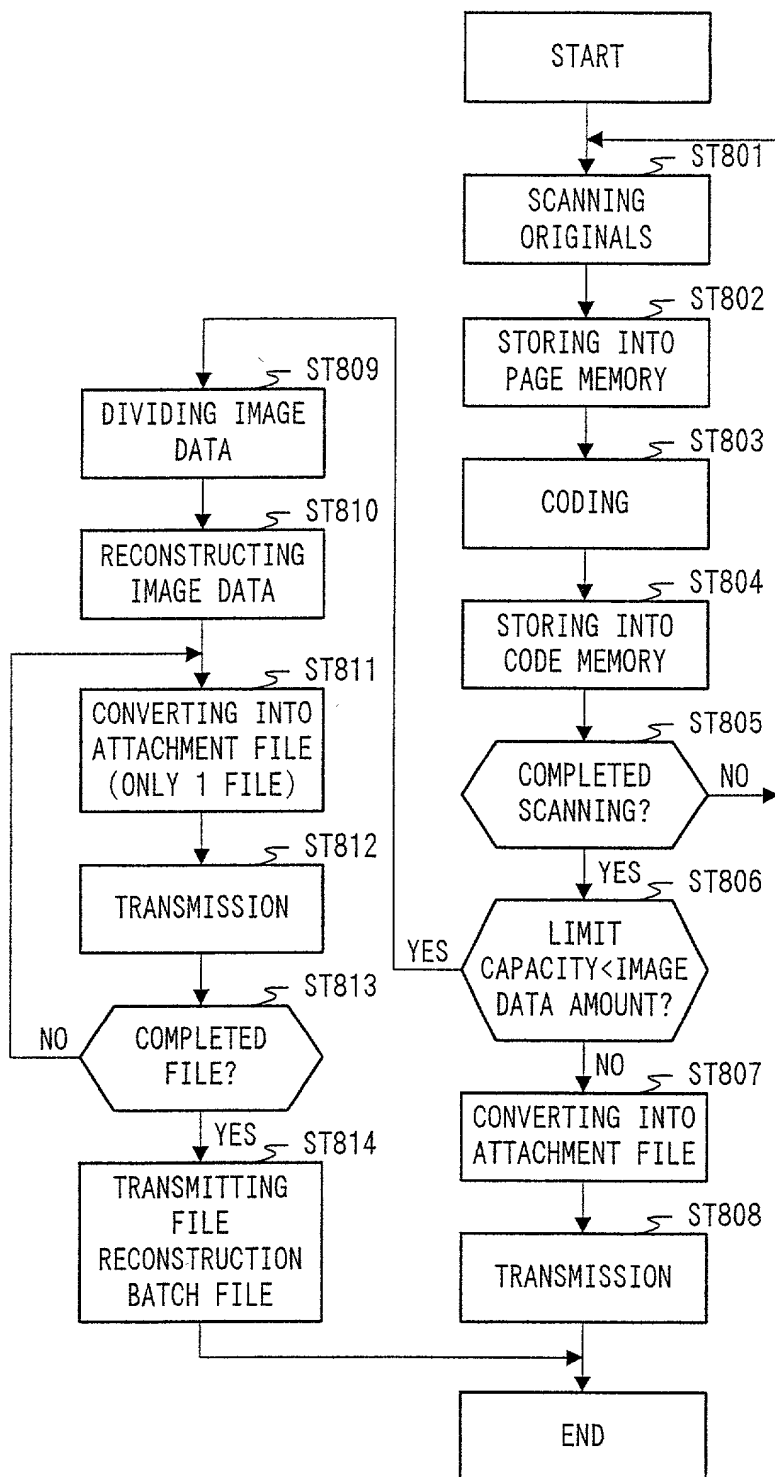 START
ST801
SCANNING
ORIGINALS
ST802
STORING INTO
PAGE MEMORY
ST803
CODING
ST804
STORING INTO
CODE MEMORY
ST805
COMPLETED
SCANNING?
NO
YES
ST806
LIMIT
CAPACITY<IMAGE
DATA AMOUNT?
YES
NO
ST807
CONVERTING INTO
ATTACHMENT FILE
ST808
TRANSMISSION
ST809
DIVIDING IMAGE
DATA
ST810
RECONSTRUCTING
IMAGE DATA
ST811
CONVERTING INTO
ATTACHMENT FILE
(ONLY 1 FILE)
ST812
TRANSMISSION
ST813
COMPLETED
FILE?
NO
YES
ST814
TRANSMITTING
FILE
RECONSTRUCTION
BATCH FILE
END